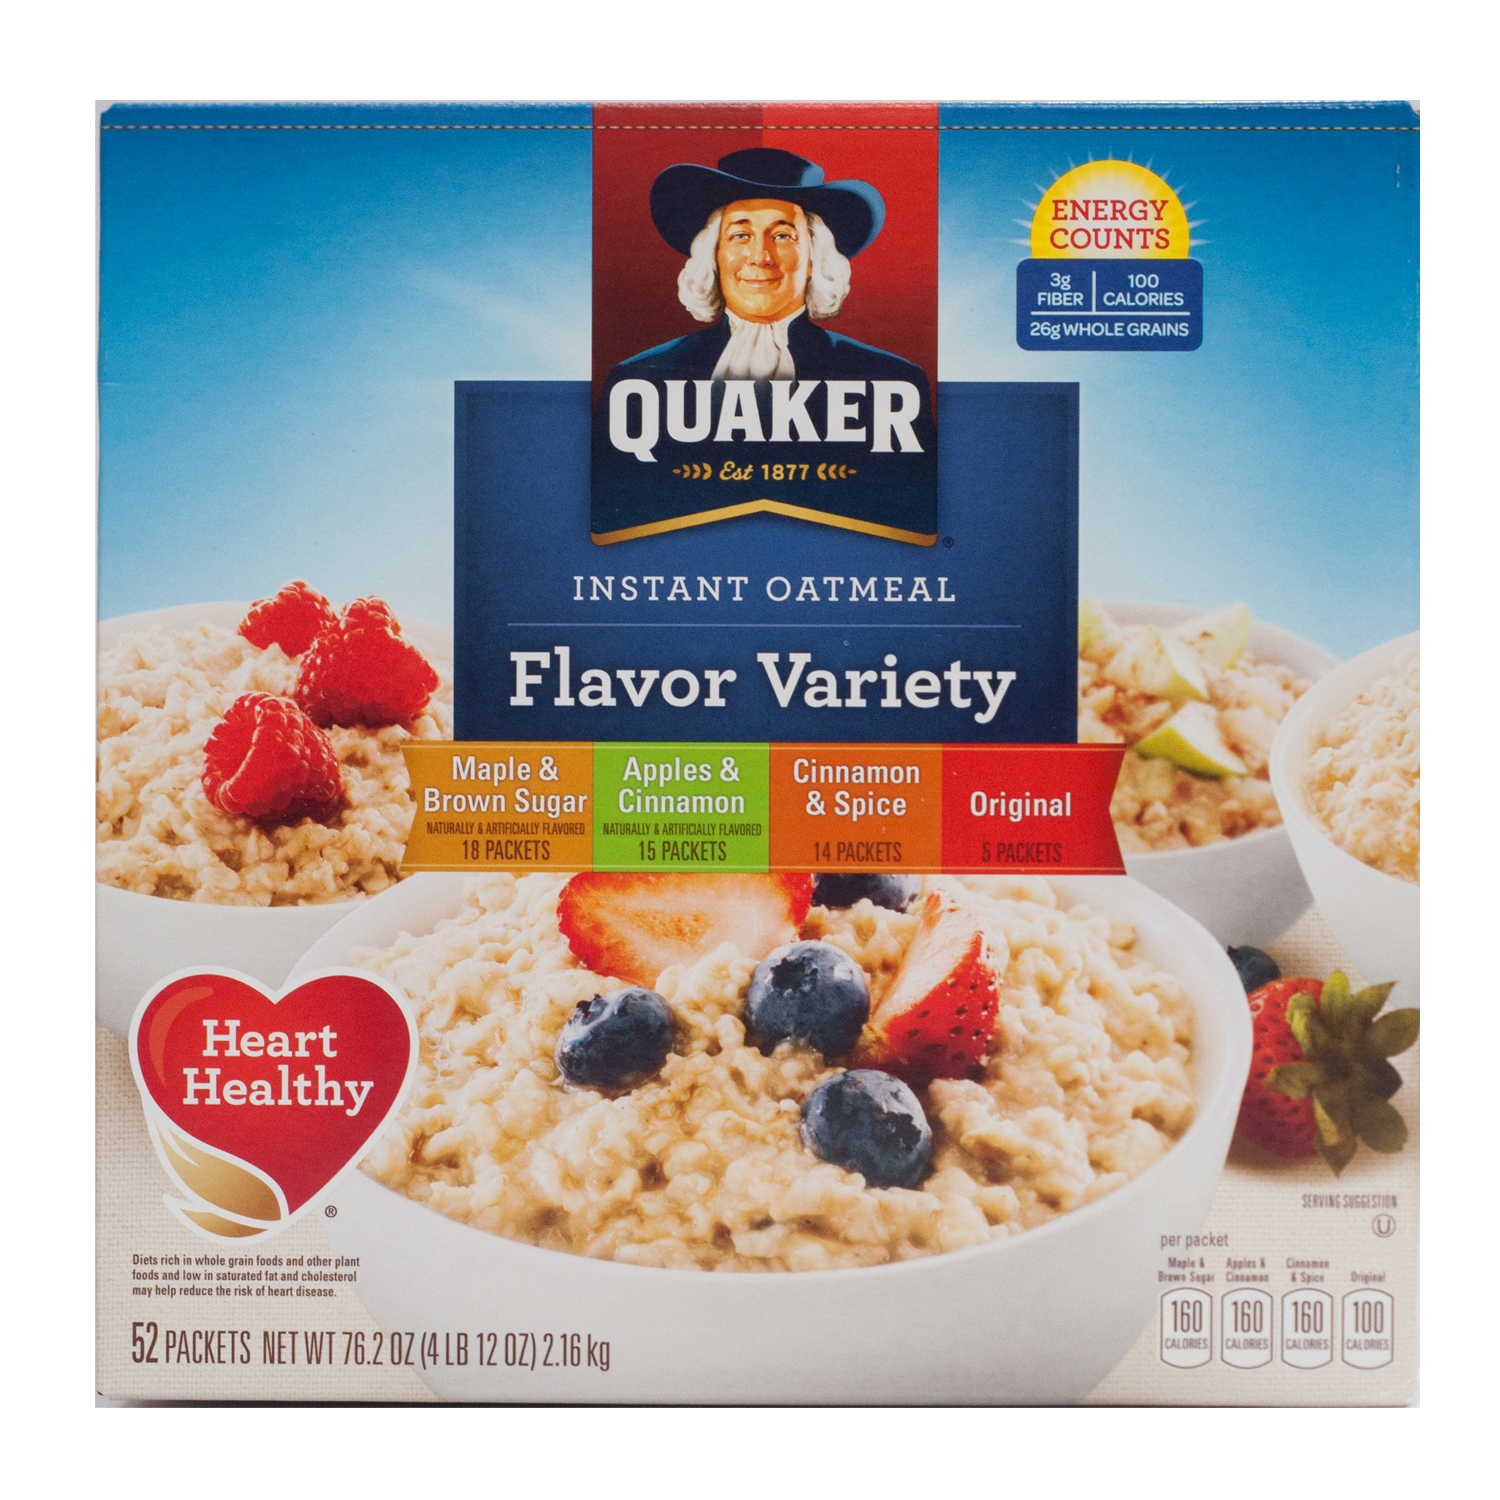 ENERGY
COUNTS
3g
FIBER
100
CALORIES
26g WHOLE GRAINS
QUAKER
Est 1877
®
INSTANT OATMEAL
Flavor Variety
Maple &
Brown Sugar
NATURALLY & ARTIFICIALLY FLAVORED
18 PACKETS
Apples &
Cinnamon
NATURALLY & ARTIFICIALLY FLAVORED
15 PACKETS
Cinnamon
& Spice
14 PACKETS
Original
5 PACKETS
Heart
Healthy
®
Diets rich in whole grain foods and other plant
foods and low in saturated fat and cholesterol
may help reduce the risk of heart disease.
52 PACKETS NET WT 76.2 OZ (4 LB 12 OZ) 2.16 kg
SERVING SUGGESTION
U
per packet
Maple &
Brown Sugar
160
CALORIES
Apples &
Cinnamon
160
CALORIES
Cinnamon
& Spice
160
CALORIES
Original
100
CALORIES